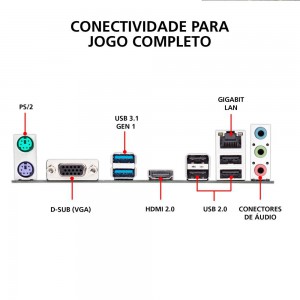 CONECTIVIDADE PARA
JOGO COMPLETO
PS/2
USB 3.1
GEN 1
GIGABIT
LAN
D-SUB (VGA)
HDMI 2.0
USB 2.0
CONECTORES
DE ÁUDIO